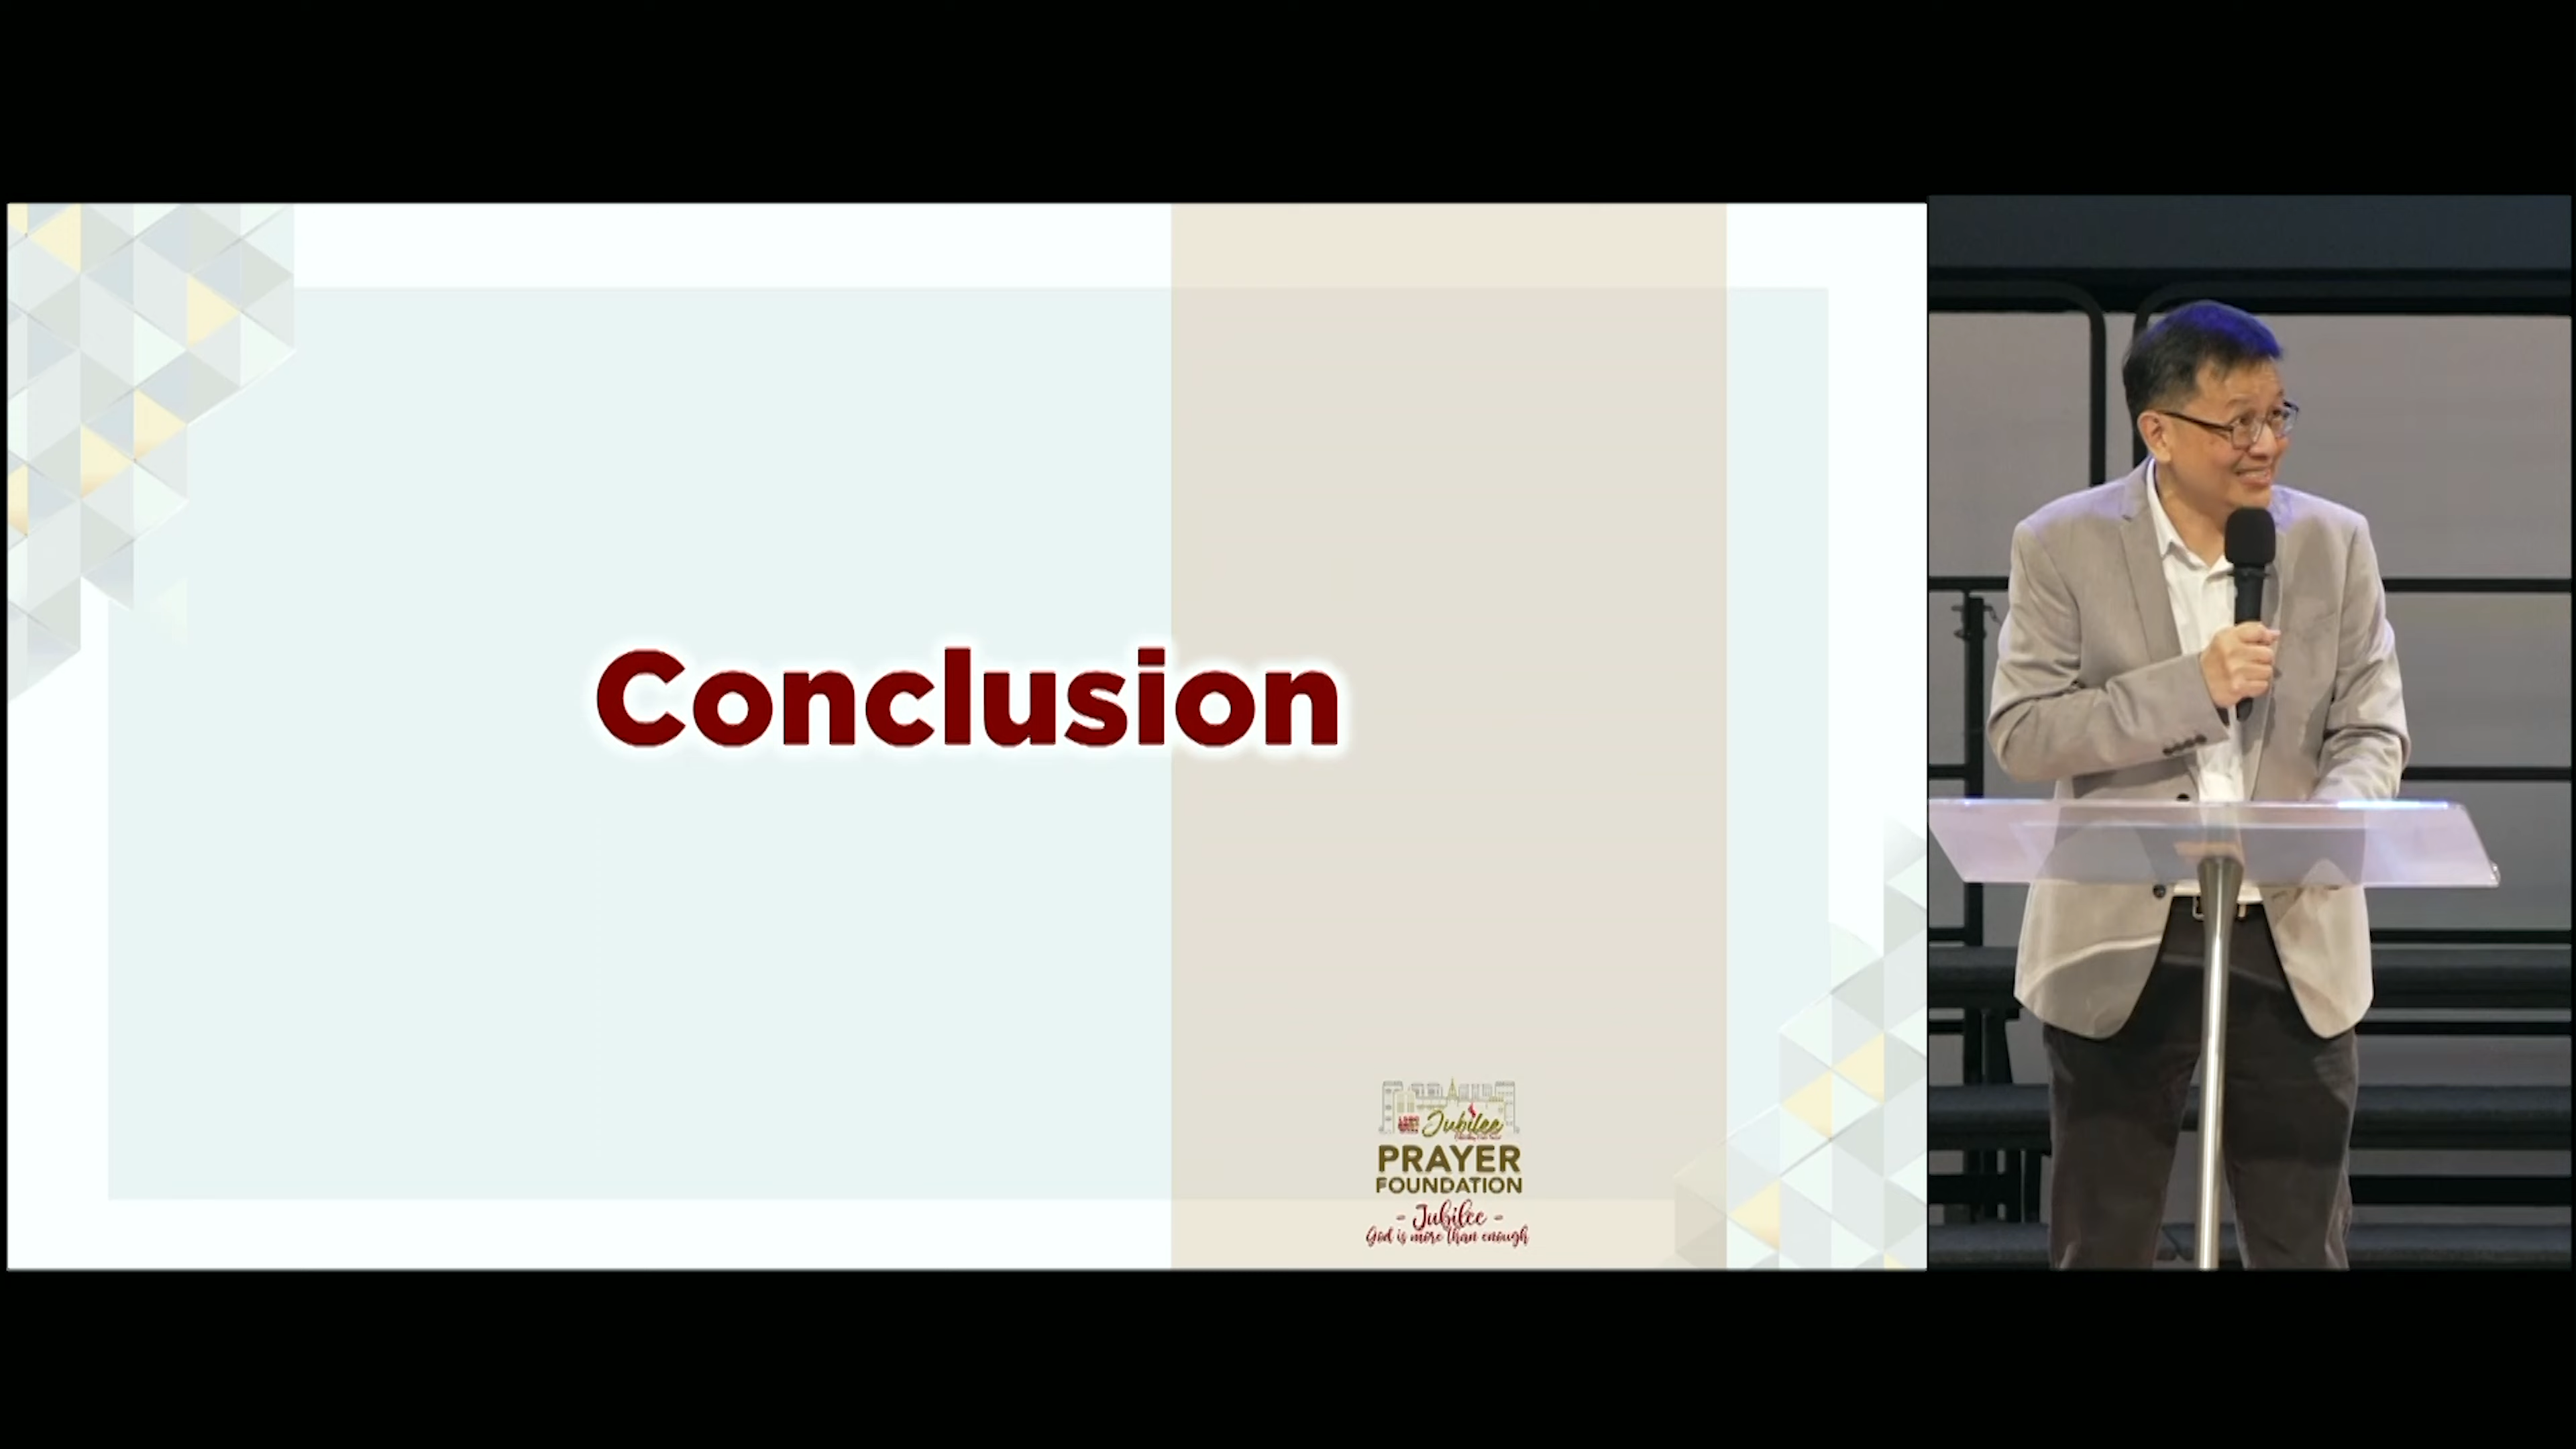 Conclusion
Jubilee
PRAYER
FOUNDATION
- Jubilee -
God is more than enough